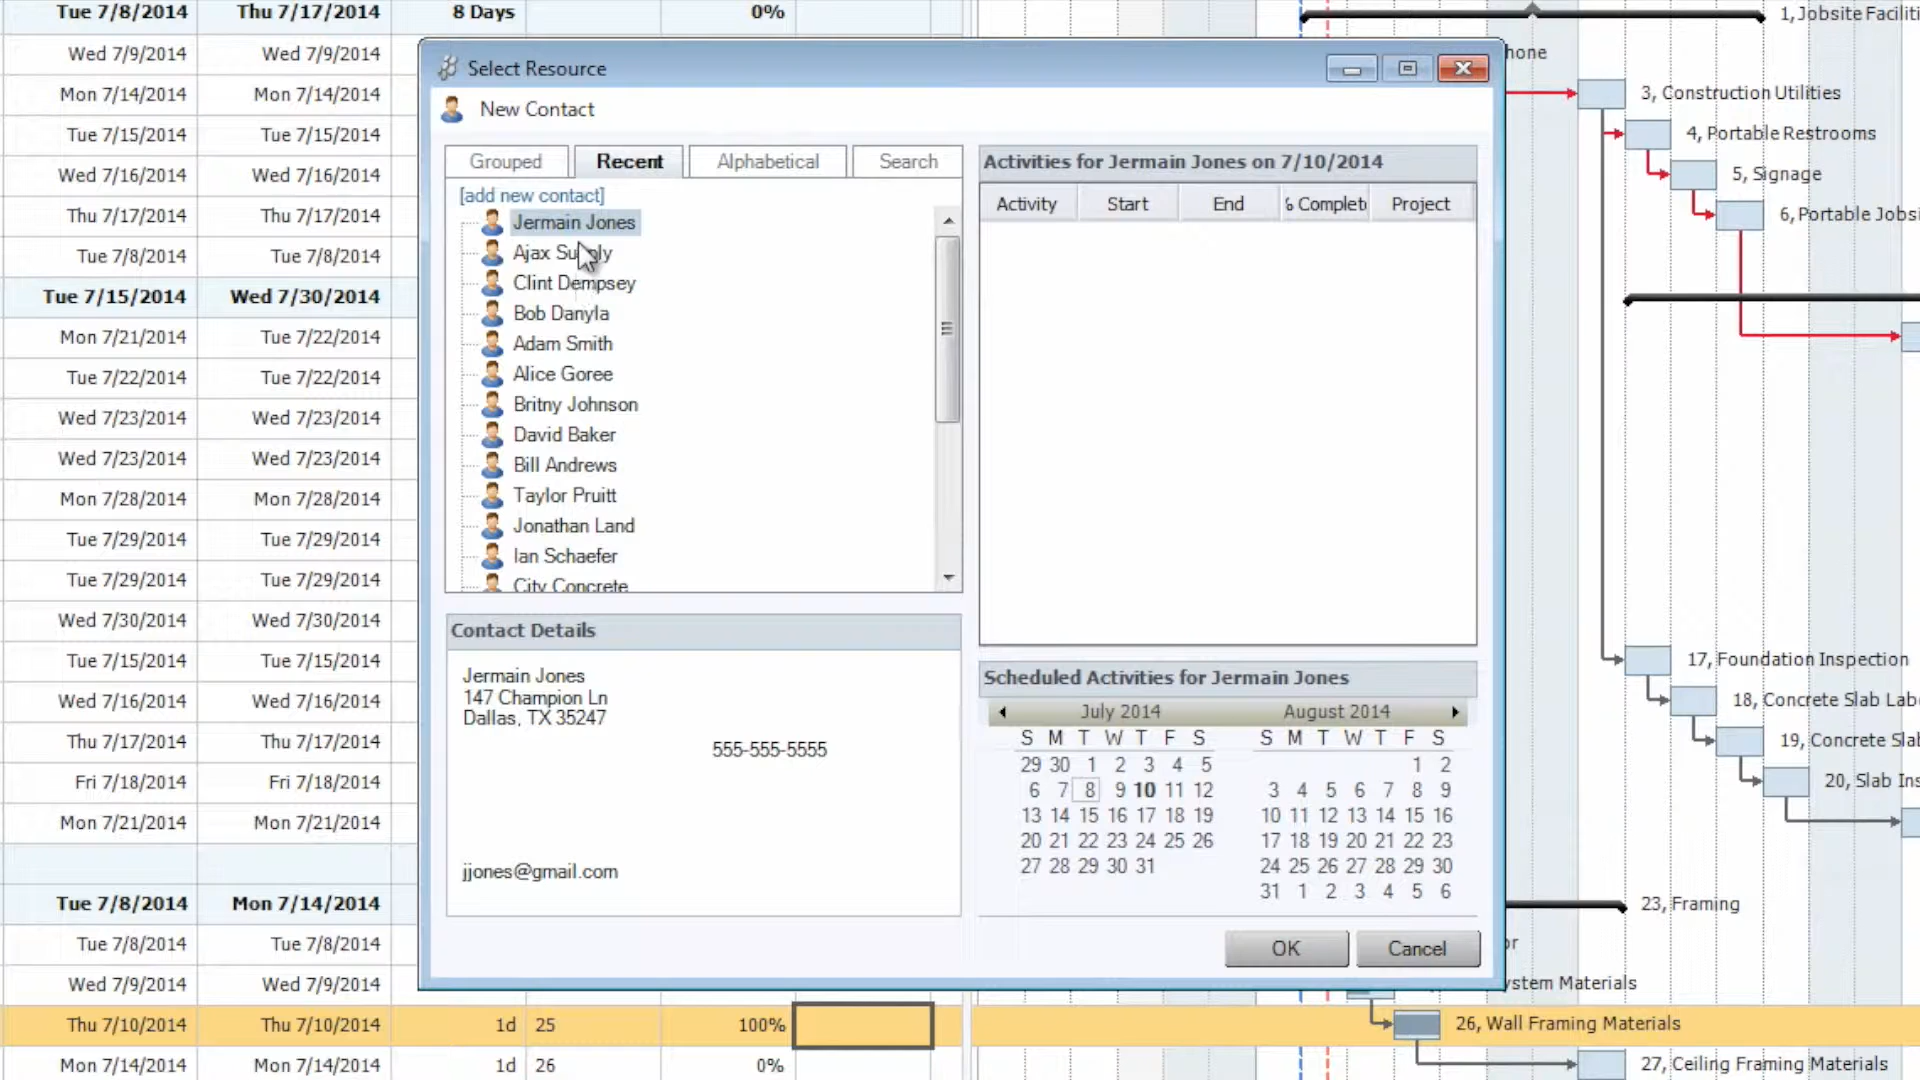 Tue 7/8/2014 Thu 7/17/2014 8 Days 0%
Wed 7/9/2014 Wed 7/9/2014
Mon 7/14/2014 Mon 7/14/2014
Tue 7/15/2014 Tue 7/15/2014
Wed 7/16/2014 Wed 7/16/2014
Thu 7/17/2014 Thu 7/17/2014
Tue 7/8/2014 Tue 7/8/2014
Tue 7/15/2014 Wed 7/30/2014
Mon 7/21/2014 Tue 7/22/2014
Tue 7/22/2014 Tue 7/22/2014
Wed 7/23/2014 Wed 7/23/2014
Wed 7/23/2014 Wed 7/23/2014
Mon 7/28/2014 Mon 7/28/2014
Tue 7/29/2014 Tue 7/29/2014
Tue 7/29/2014 Tue 7/29/2014
Wed 7/30/2014 Wed 7/30/2014
Tue 7/15/2014 Tue 7/15/2014
Wed 7/16/2014 Wed 7/16/2014
Thu 7/17/2014 Thu 7/17/2014
Fri 7/18/2014 Fri 7/18/2014
Mon 7/21/2014 Mon 7/21/2014
Tue 7/8/2014 Mon 7/14/2014
Tue 7/8/2014 Tue 7/8/2014
Wed 7/9/2014 Wed 7/9/2014
Thu 7/10/2014 Thu 7/10/2014 1d 25 100%
Mon 7/14/2014 Mon 7/14/2014 1d 26 0%
Select Resource
New Contact
Grouped Recent Alphabetical Search
[add new contact]
Jermain Jones
Ajax Supply
Clint Dempsey
Bob Danyla
Adam Smith
Alice Goree
Britny Johnson
David Baker
Bill Andrews
Taylor Pruitt
Jonathan Land
Ian Schaefer
City Concrete
Contact Details
Jermain Jones
147 Champion Ln
Dallas, TX 35247
555-555-5555
jjones@gmail.com
Activities for Jermain Jones on 7/10/2014
Activity Start End % Complet Project
Scheduled Activities for Jermain Jones
July 2014 August 2014
S M T W T F S S M T W T F S
29 30 1 2 3 4 5 1 2
6 7 8 9 10 11 12 3 4 5 6 7 8 9
13 14 15 16 17 18 19 10 11 12 13 14 15 16
20 21 22 23 24 25 26 17 18 19 20 21 22 23
27 28 29 30 31 24 25 26 27 28 29 30
31 1 2 3 4 5 6
OK Cancel
1, Jobsite Faciliti
hone
3, Construction Utilities
4, Portable Restrooms
5, Signage
6, Portable Jobsi
17, Foundation Inspection
18, Concrete Slab Lab
19, Concrete Slab
20, Slab Ins
23, Framing
or
ystem Materials
26, Wall Framing Materials
27, Ceiling Framing Materials